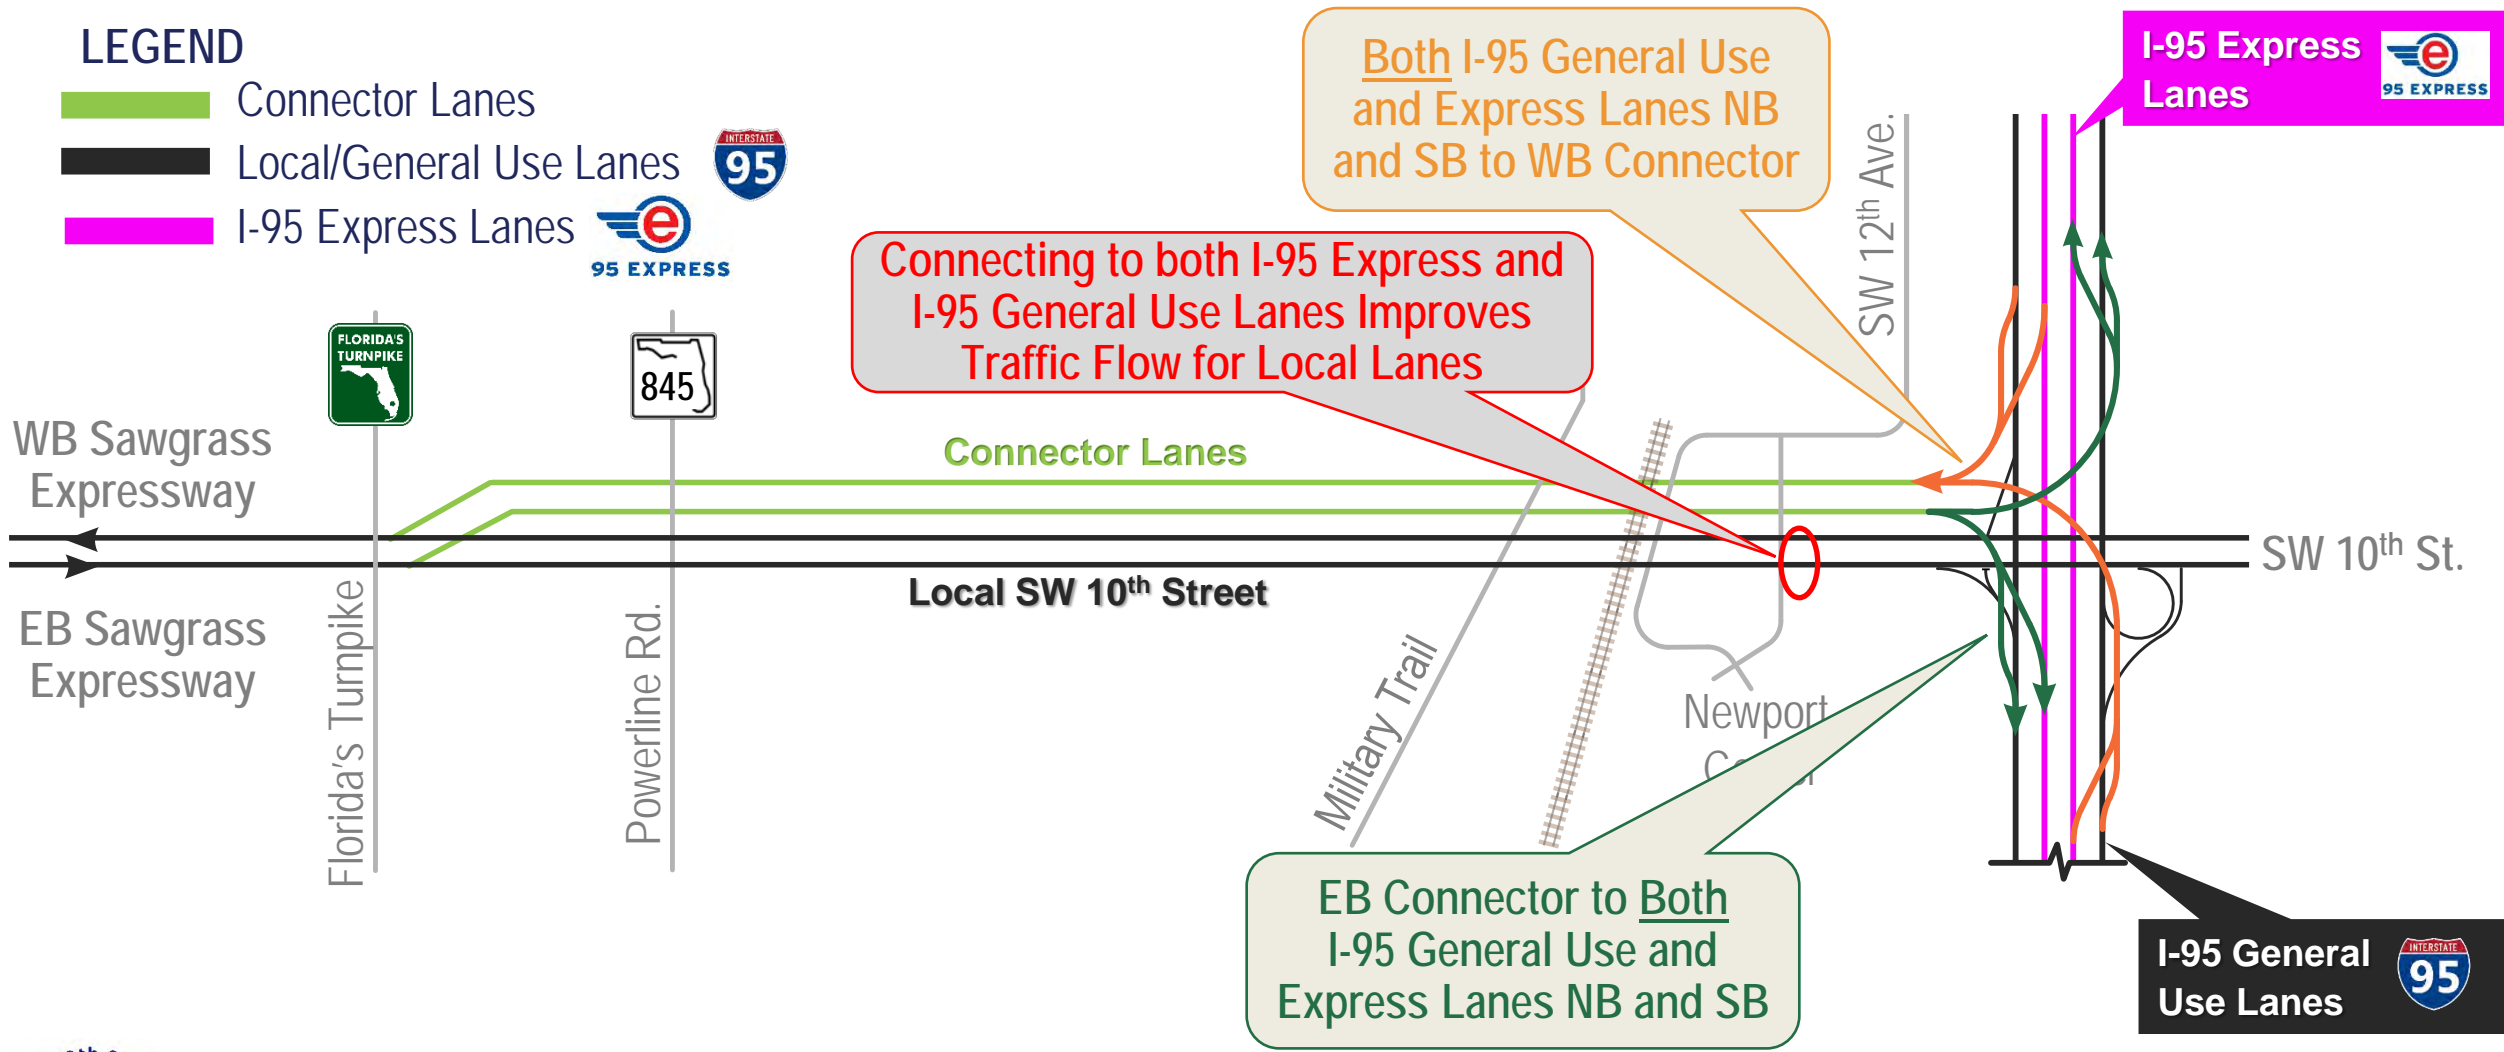 LEGEND
Connector Lanes
Local/General Use Lanes
INTERSTATE
95
I-95 Express Lanes
e
95 EXPRESS
Both I-95 General Use
and Express Lanes NB
and SB to WB Connector
I-95 Express
Lanes
e
95 EXPRESS
SW 12th Ave.
Connecting to both I-95 Express and
I-95 General Use Lanes Improves
Traffic Flow for Local Lanes
FLORIDA'S
TURNPIKE
845
WB Sawgrass
Expressway
Connector Lanes
SW 10th St.
Local SW 10th Street
EB Sawgrass
Expressway
Florida's Turnpike
Powerline Rd.
Military Trail
Newport
EB Connector to Both
I-95 General Use and
Express Lanes NB and SB
I-95 General
Use Lanes
INTERSTATE
95